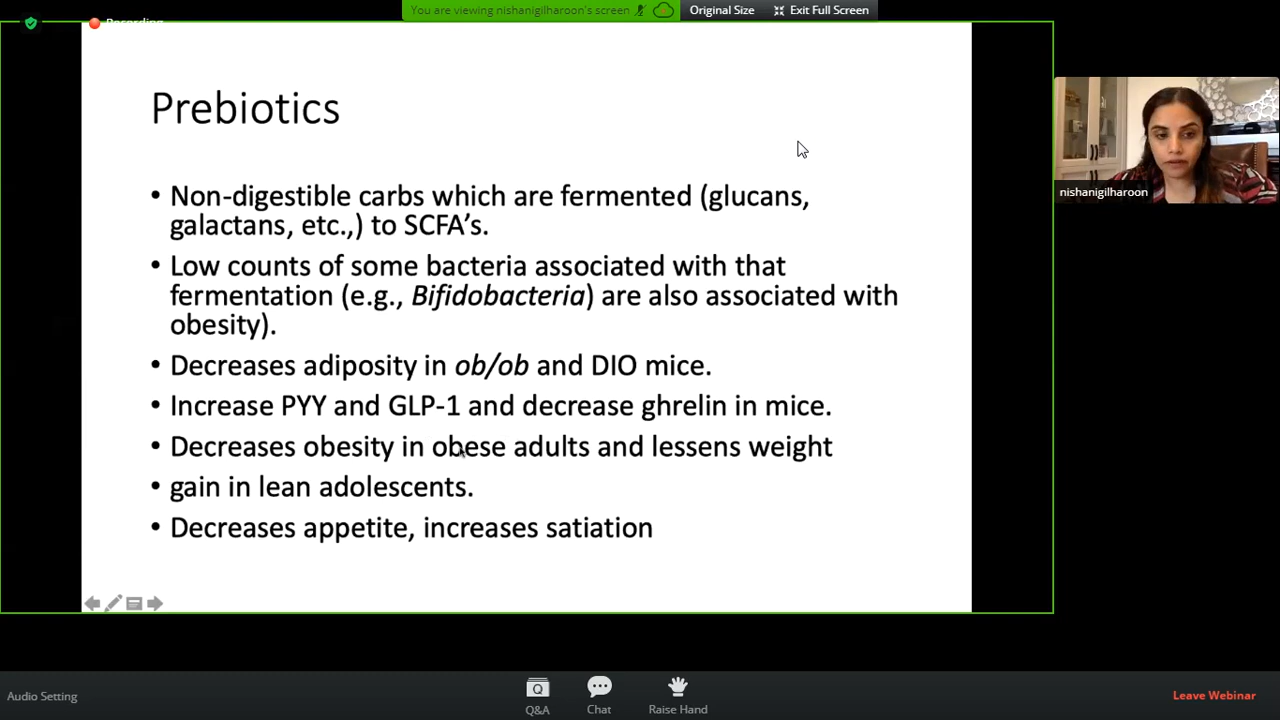 You are viewing nishanigilharoon's screen
Original Size
Exit Full Screen
Recording
Prebiotics
• Non-digestible carbs which are fermented (glucans,
galactans, etc.,) to SCFA's.
• Low counts of some bacteria associated with that
fermentation (e.g., Bifidobacteria) are also associated with
obesity).
• Decreases adiposity in ob/ob and DIO mice.
• Increase PYY and GLP-1 and decrease ghrelin in mice.
• Decreases obesity in obese adults and lessens weight
• gain in lean adolescents.
• Decreases appetite, increases satiation
nishanigilharoon
Audio Setting
Q&A
Chat
Raise Hand
Leave Webinar